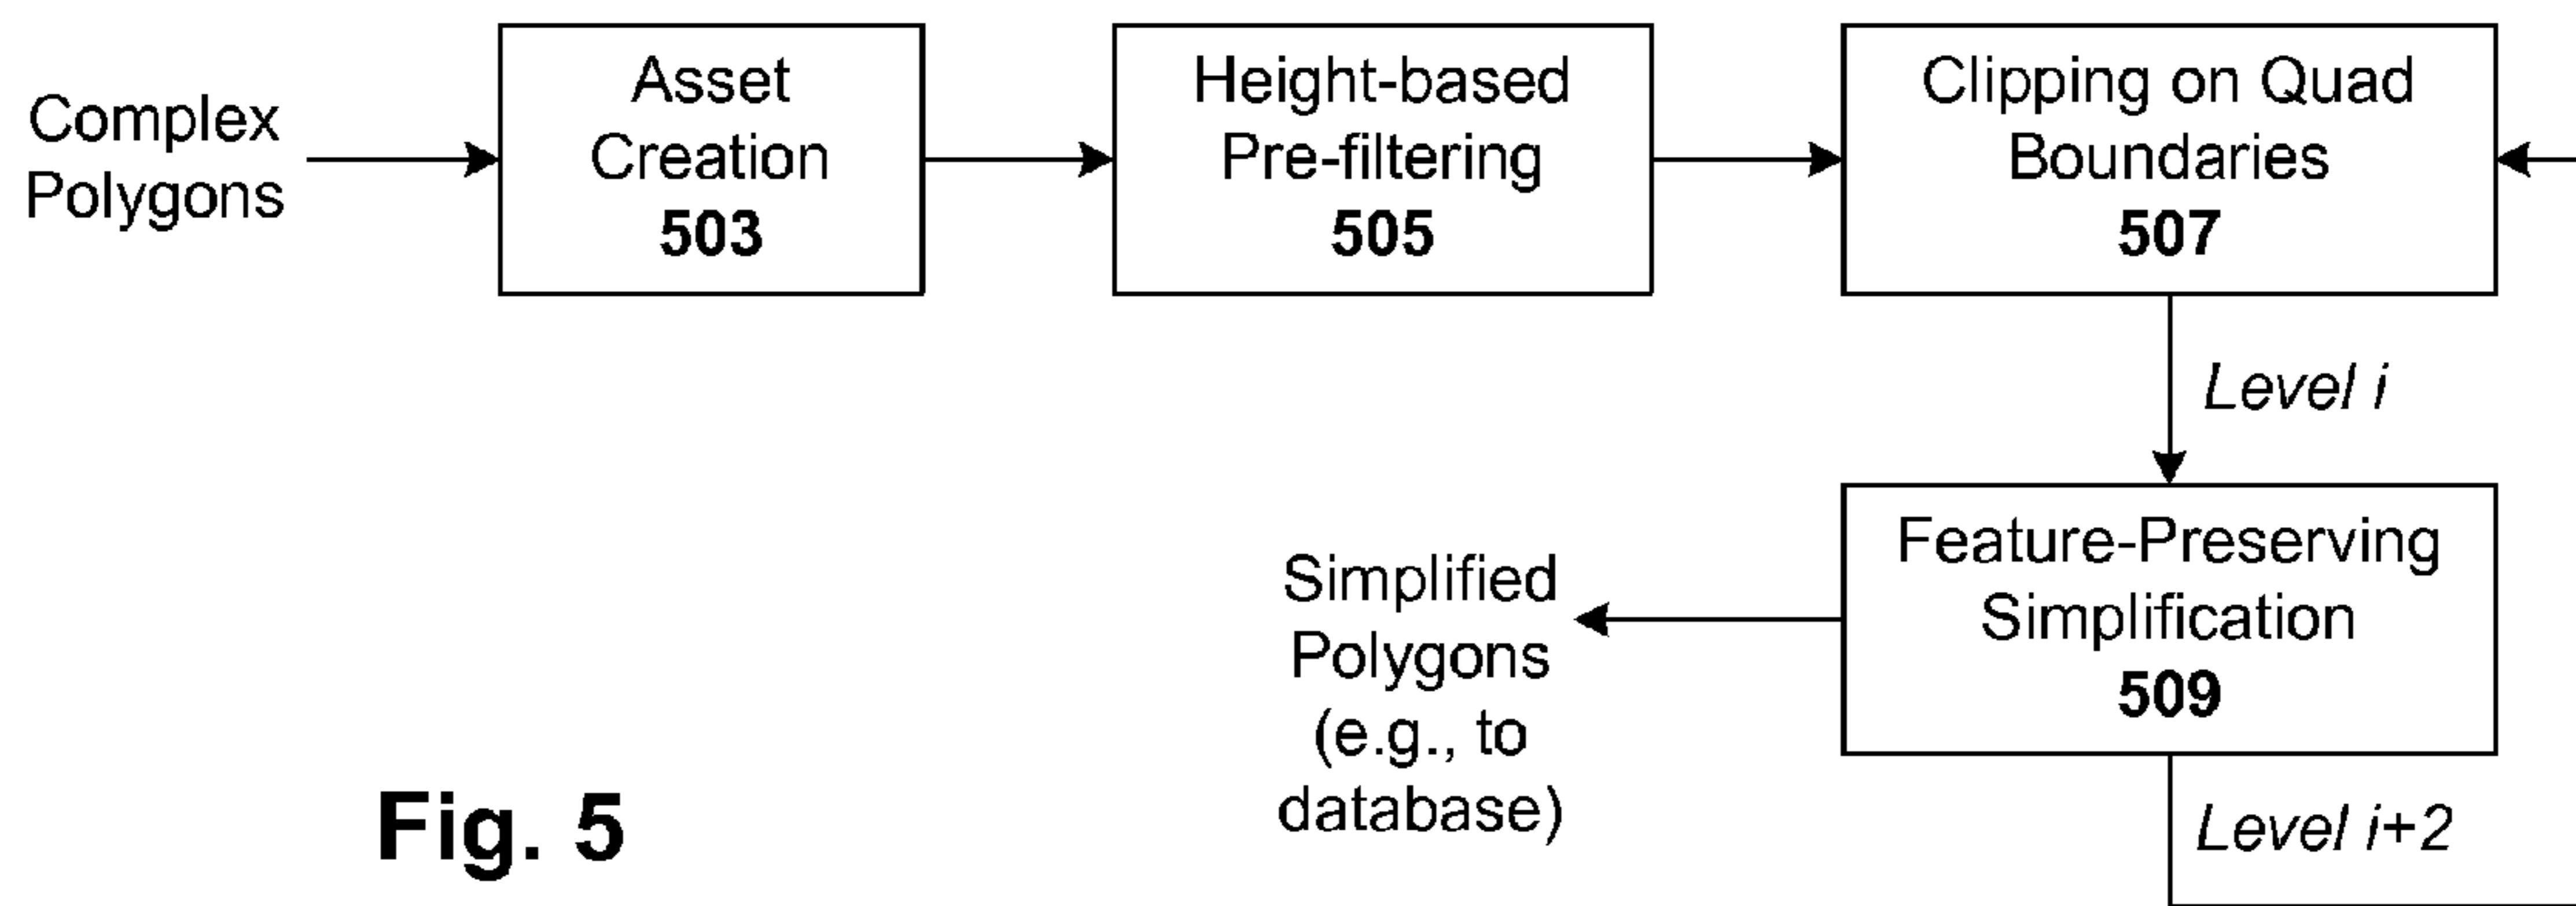 Complex
Polygons
Asset
Creation
503
Height-based
Pre-filtering
505
Clipping on Quad
Boundaries
507
Level i
Feature-Preserving
Simplification
509
Simplified
Polygons
(e.g., to
database)
Level i+2
Fig. 5